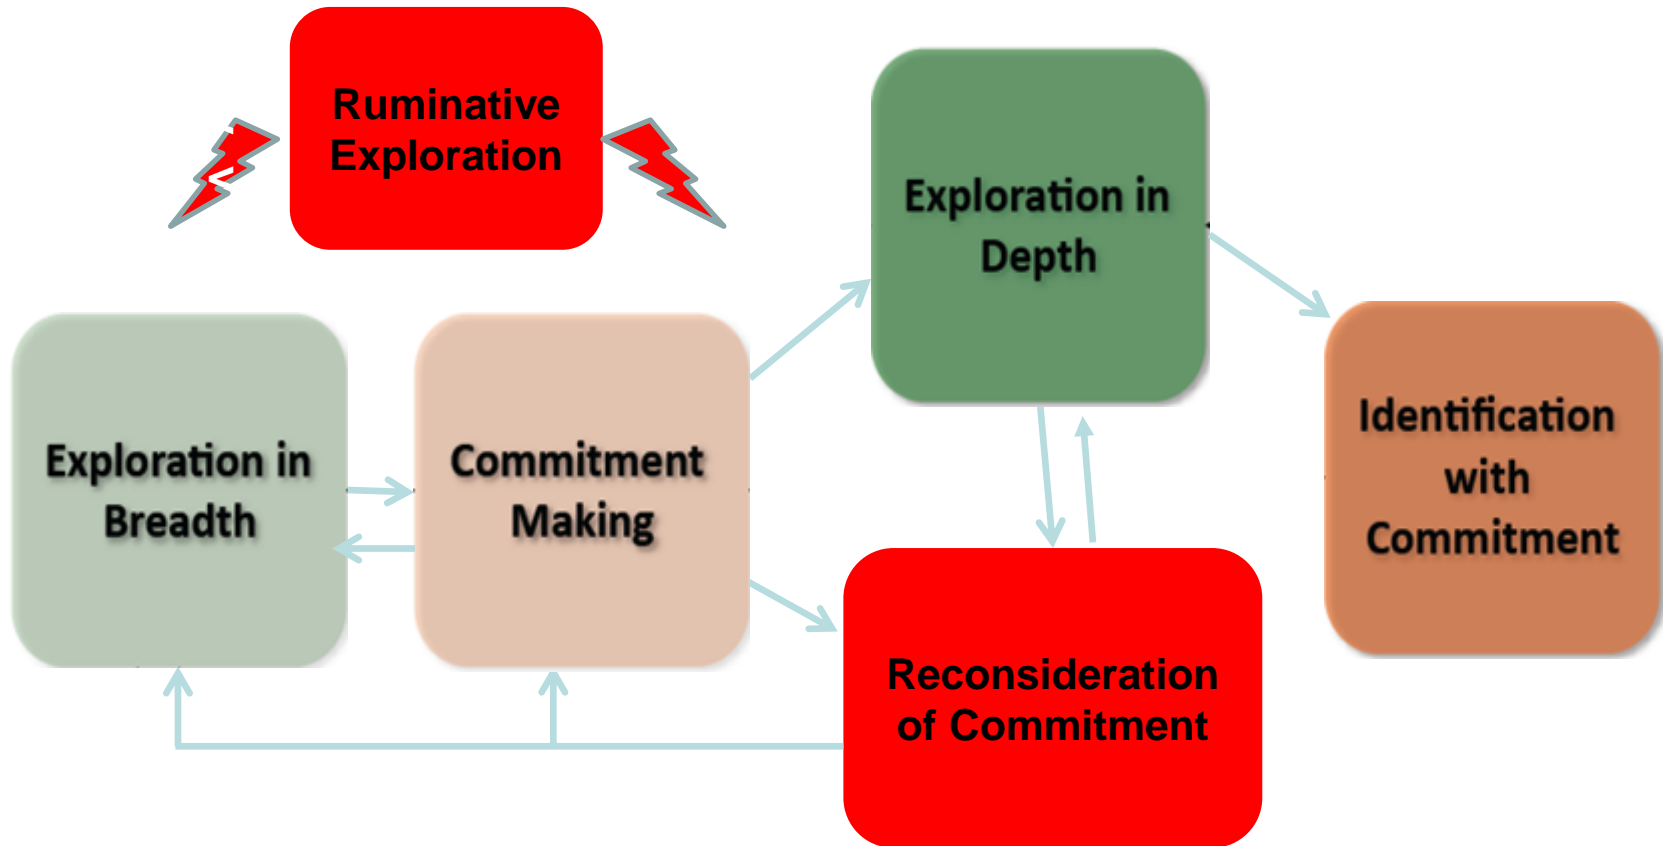 Ruminative
Exploration
Exploration in
Depth
Exploration in
Breadth
Commitment
Making
Identification
with
Commitment
Reconsideration
of Commitment